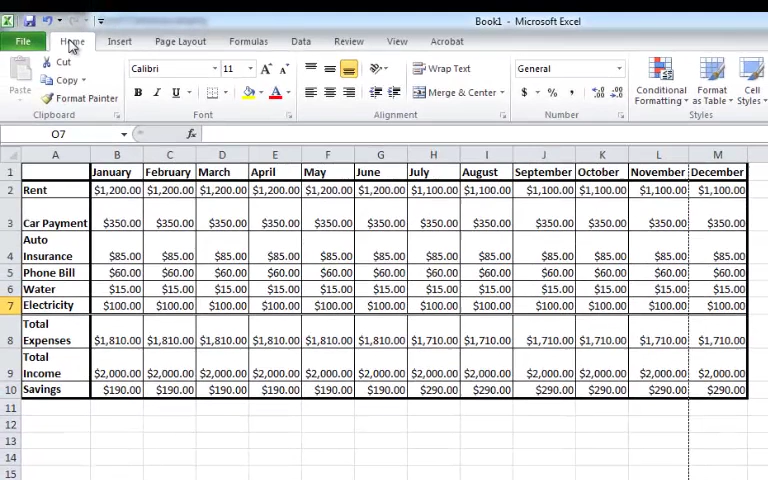 Book1 - Microsoft Excel
File Home Insert Page Layout Formulas Data Review View Acrobat
Cut
Copy
Format Painter
Paste
Calibri 11 A A
B I U A
Wrap Text
Merge & Center
General
$ % , .0 .00 .00 .0
Conditional Formatting
Format as Table
Cell Styles
Clipboard Font Alignment Number Styles
O7 fx
A B C D E F G H I J K L M
1 January February March April May June July August September October November December
2 Rent $1,200.00 $1,200.00 $1,200.00 $1,200.00 $1,200.00 $1,200.00 $1,100.00 $1,100.00 $1,100.00 $1,100.00 $1,100.00 $1,100.00
3 Car Payment $350.00 $350.00 $350.00 $350.00 $350.00 $350.00 $350.00 $350.00 $350.00 $350.00 $350.00 $350.00
Auto
4 Insurance $85.00 $85.00 $85.00 $85.00 $85.00 $85.00 $85.00 $85.00 $85.00 $85.00 $85.00 $85.00
5 Phone Bill $60.00 $60.00 $60.00 $60.00 $60.00 $60.00 $60.00 $60.00 $60.00 $60.00 $60.00 $60.00
6 Water $15.00 $15.00 $15.00 $15.00 $15.00 $15.00 $15.00 $15.00 $15.00 $15.00 $15.00 $15.00
7 Electricity $100.00 $100.00 $100.00 $100.00 $100.00 $100.00 $100.00 $100.00 $100.00 $100.00 $100.00 $100.00
Total
8 Expenses $1,810.00 $1,810.00 $1,810.00 $1,810.00 $1,810.00 $1,810.00 $1,710.00 $1,710.00 $1,710.00 $1,710.00 $1,710.00 $1,710.00
Total
9 Income $2,000.00 $2,000.00 $2,000.00 $2,000.00 $2,000.00 $2,000.00 $2,000.00 $2,000.00 $2,000.00 $2,000.00 $2,000.00 $2,000.00
10 Savings $190.00 $190.00 $190.00 $190.00 $190.00 $190.00 $290.00 $290.00 $290.00 $290.00 $290.00 $290.00
11
12
13
14
15